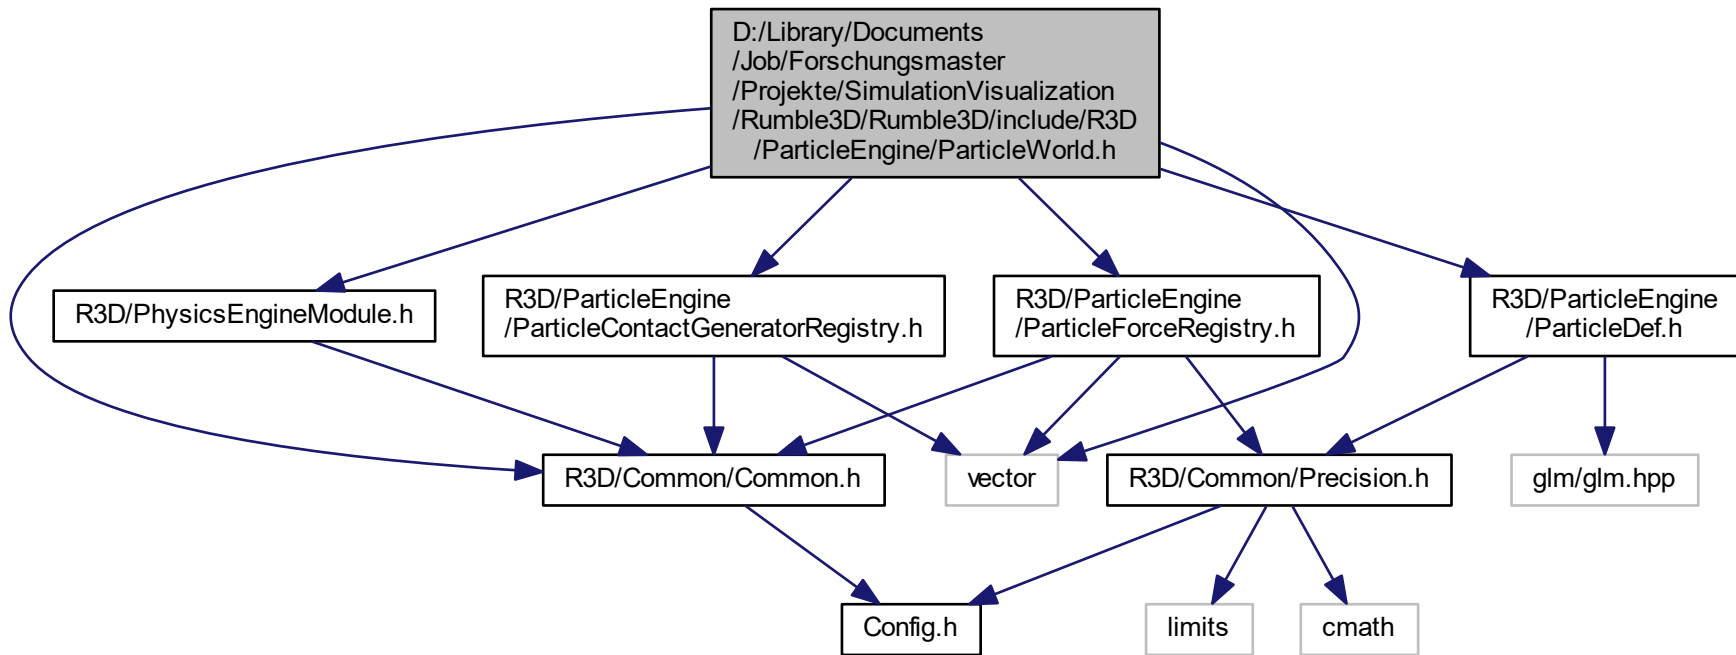 D:/Library/Documents
/Job/Forschungsmaster
/Projekte/SimulationVisualization
/Rumble3D/Rumble3D/include/R3D
/ParticleEngine/ParticleWorld.h
R3D/PhysicsEngineModule.h
R3D/ParticleEngine
/ParticleContactGeneratorRegistry.h
R3D/ParticleEngine
/ParticleForceRegistry.h
R3D/ParticleEngine
/ParticleDef.h
R3D/Common/Common.h
vector
R3D/Common/Precision.h
glm/glm.hpp
Config.h
limits
cmath